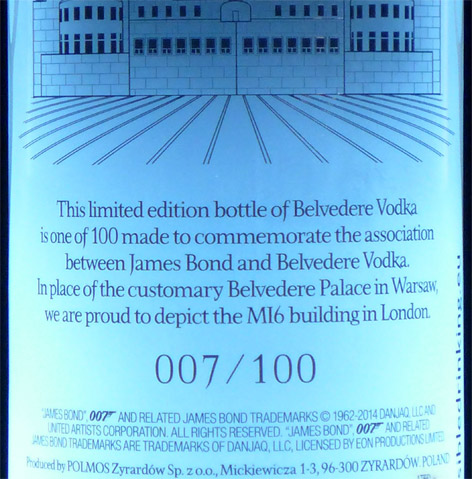 This limited edition bottle of Belvedere Vodka
is one of 100 made to commemorate the association
between James Bond and Belvedere Vodka.
In place of the customary Belvedere Palace in Warsaw,
we are proud to depict the MI6 building in London.
007/100
"JAMES BOND", 007 AND RELATED JAMES BOND TRADEMARKS © 1962-2014 DANJAQ, LLC AND
UNITED ARTISTS CORPORATION. ALL RIGHTS RESERVED. "JAMES BOND", 007 AND RELATED
JAMES BOND TRADEMARKS ARE TRADEMARKS OF DANJAQ, LLC, LICENSED BY EON PRODUCTIONS LIMITED
Produced by POLMOS Żyrardów Sp. z o.o., Mickiewicza 1-3, 96-300 ŻYRARDÓW, POLAND